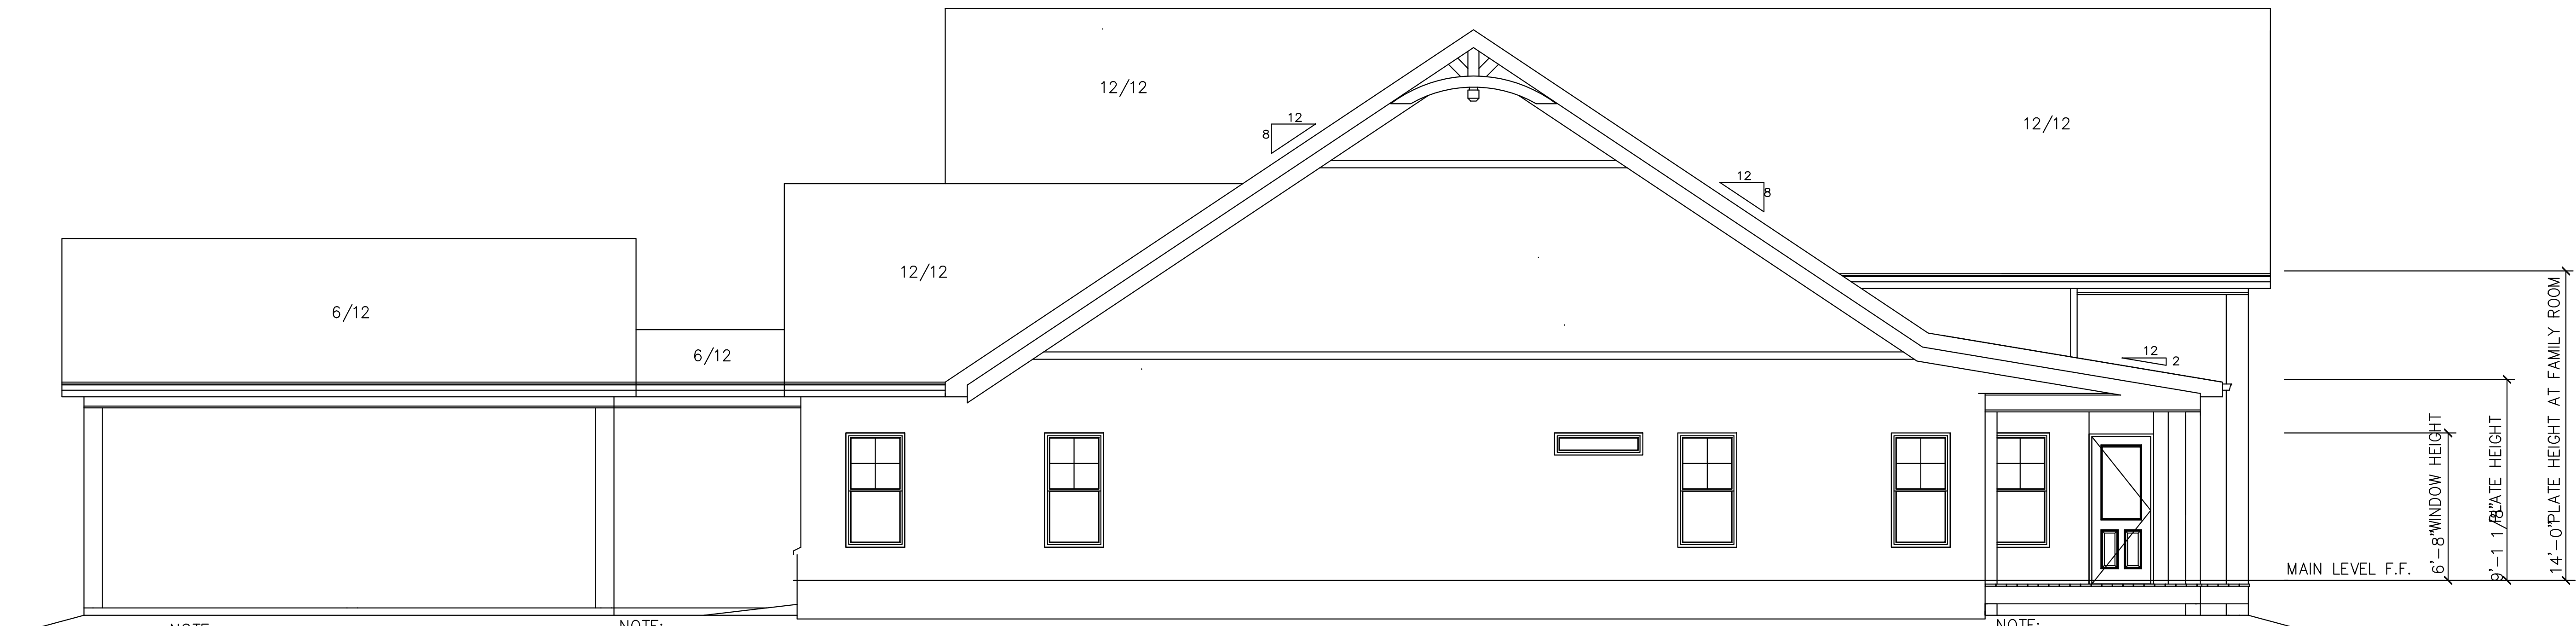 12/12
12/12
12
8
12
8
12/12
6/12
6/12
12
2
14'-0" PLATE HEIGHT AT FAMILY ROOM
9'-1 1/8" PLATE HEIGHT
6'-8" WINDOW HEIGHT
MAIN LEVEL F.F.
NOTE:
NOTE: